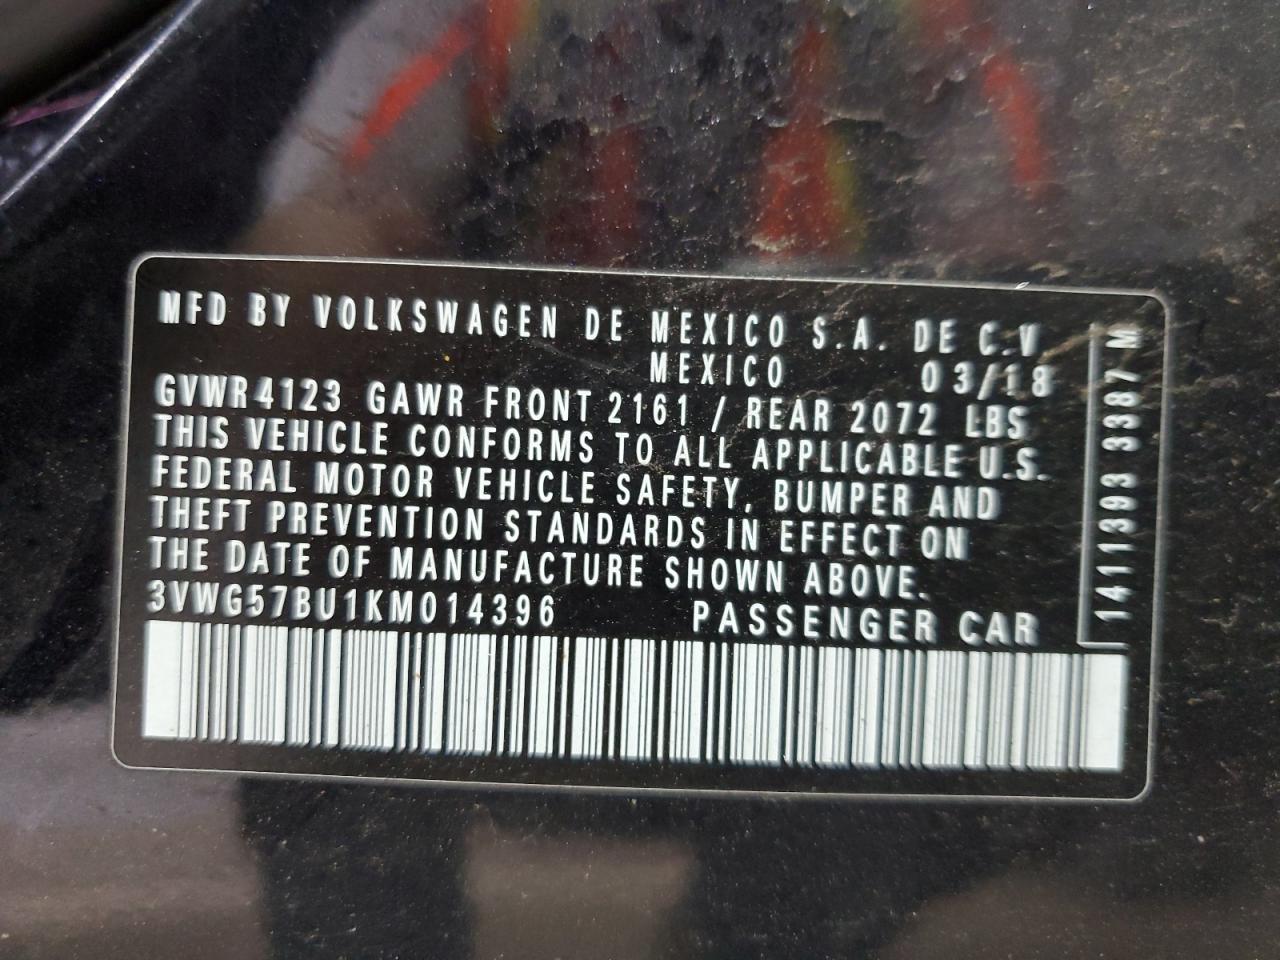 MFD BY VOLKSWAGEN DE MEXICO S.A. DE C.V
MEXICO 03/18
GVWR 4123 GAWR FRONT 2161 / REAR 2072 LBS
THIS VEHICLE CONFORMS TO ALL APPLICABLE U.S.
FEDERAL MOTOR VEHICLE SAFETY, BUMPER AND
THEFT PREVENTION STANDARDS IN EFFECT ON
THE DATE OF MANUFACTURE SHOWN ABOVE.
3VWG57BU1KM014396 PASSENGER CAR
1411393 3387 M